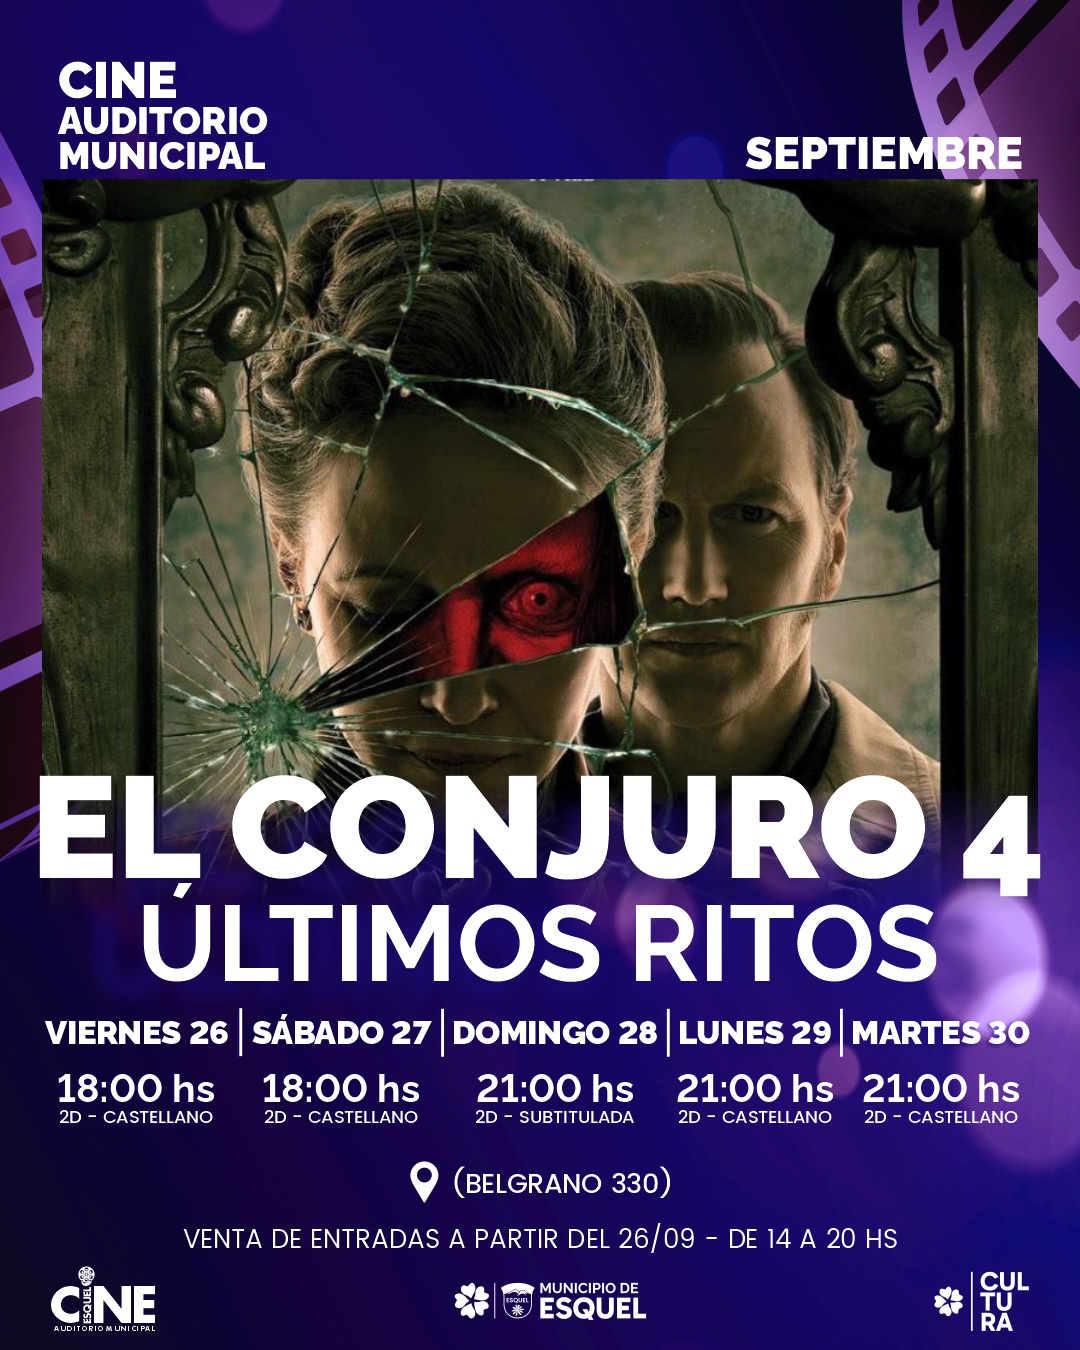 CINE
AUDITORIO
MUNICIPAL
SEPTIEMBRE
EL CONJURO 4
ÚLTIMOS RITOS
VIERNES 26 | SÁBADO 27 | DOMINGO 28 | LUNES 29 | MARTES 30
18:00 hs 18:00 hs 21:00 hs 21:00 hs 21:00 hs
2D - CASTELLANO 2D - CASTELLANO 2D - SUBTITULADA 2D - CASTELLANO 2D - CASTELLANO
(BELGRANO 330)
VENTA DE ENTRADAS A PARTIR DEL 26/09 - DE 14 A 20 HS
CINE
ESQUEL
AUDITORIO MUNICIPAL
ESQUEL
MUNICIPIO DE
ESQUEL
CUL
TU
RA